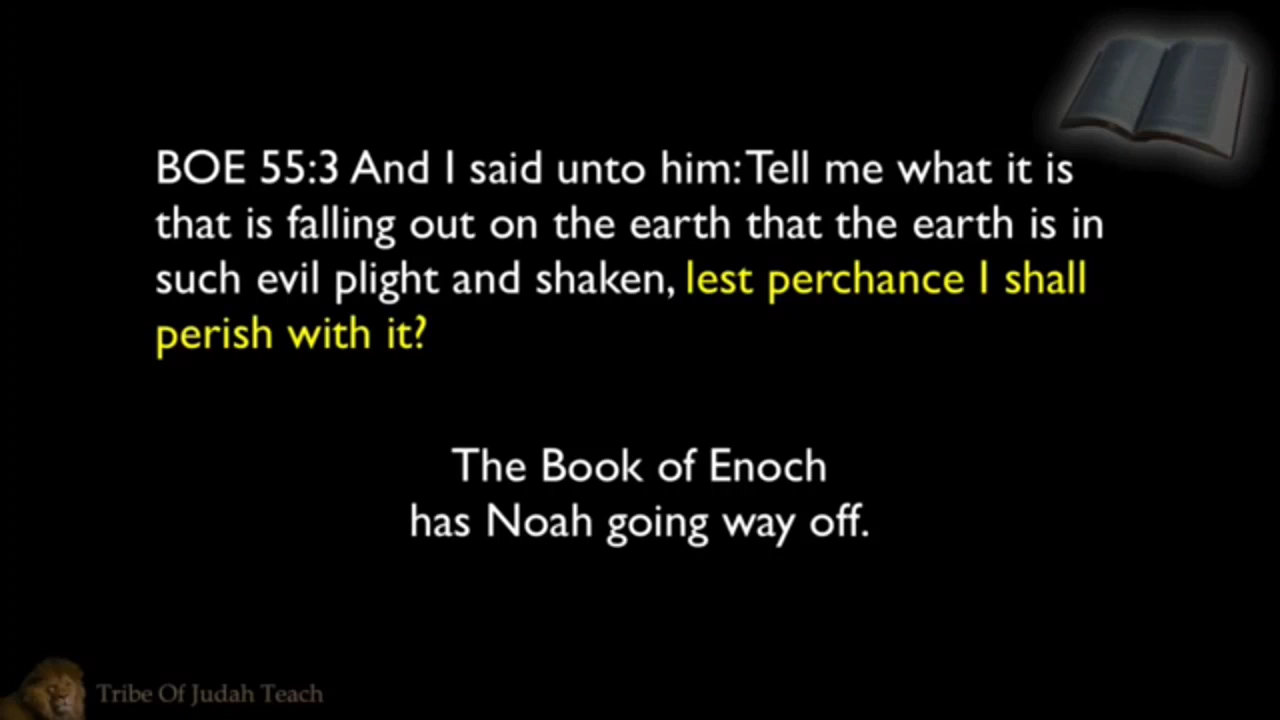 BOE 55:3 And I said unto him: Tell me what it is
that is falling out on the earth that the earth is in
such evil plight and shaken, lest perchance I shall
perish with it?
The Book of Enoch
has Noah going way off.
Tribe Of Judah Teach